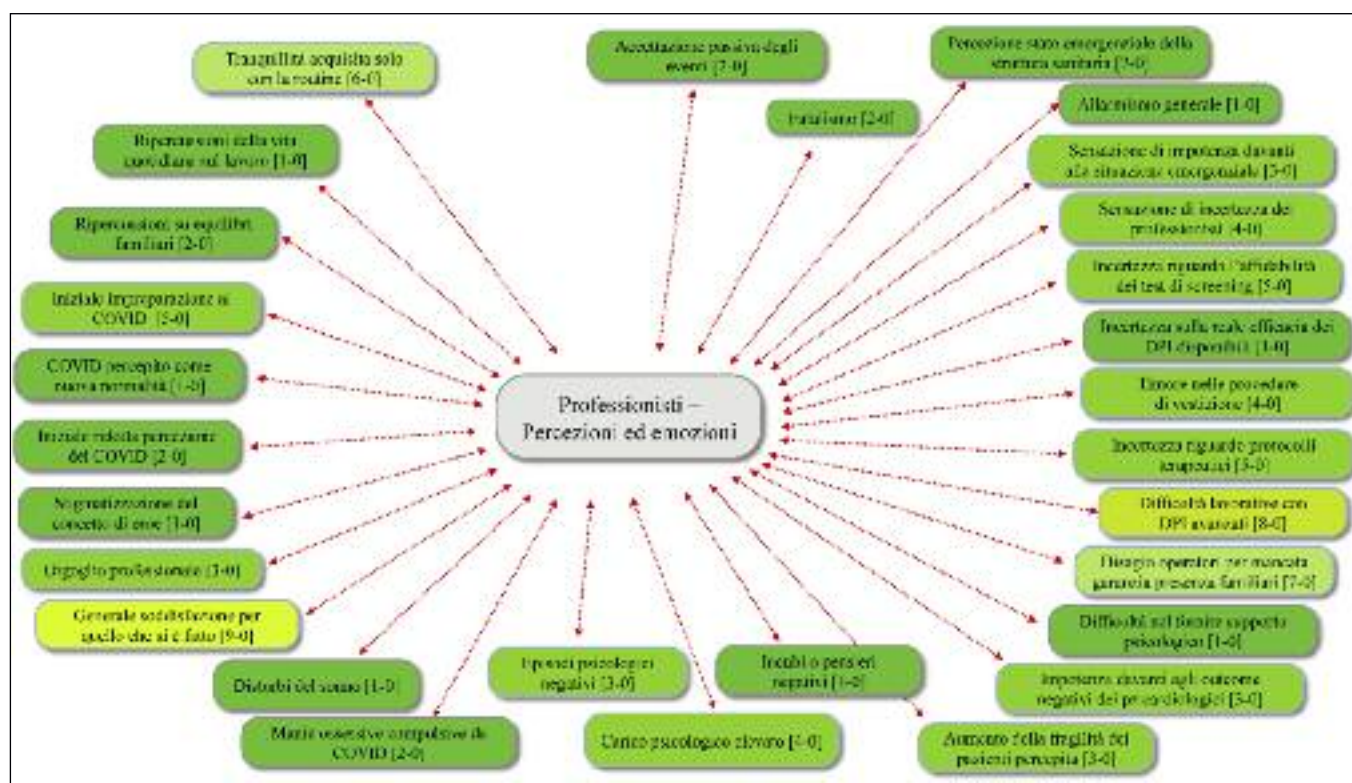 Tranquillità acquisita solo
con la routine [6-0]
Accettazione passiva degli
eventi [2-0]
Percezione stato emergenziale della
struttura sanitaria [2-0]
Fatalismo [2-0]
Allarmismo generale [1-0]
Ripercussioni della vita
quotidiana sul lavoro [1-0]
Sensazione di impotenza davanti
alla situazione emergenziale [3-0]
Ripercussioni su equilibri
familiari [2-0]
Sensazione di incertezza dei
professionisti [4-0]
Incertezza riguardo l'affidabilità
dei test di screening [5-0]
Iniziale impreparazione al
COVID [5-0]
Incertezza sulla reale efficacia dei
DPI disponibili [1-0]
COVID percepito come
nuova normalità [1-0]
Timore nelle procedure
di vestizione [4-0]
Professionisti –
Percezioni ed emozioni
Iniziale ridotta percezione
del COVID [2-0]
Incertezza riguardo protocolli
terapeutici [3-0]
Stigmatizzazione del
concetto di eroe [1-0]
Difficoltà lavorative con
DPI avanzati [8-0]
Orgoglio professionale [3-0]
Disagio operatori per mancata
garanzia presenza familiari [7-0]
Generale soddisfazione per
quello che si è fatto [9-0]
Difficoltà nel fornire supporto
psicologico [1-0]
Disturbi del sonno [1-0]
Episodi psicologici
negativi [3-0]
Incubi o pensieri
negativi [1-0]
Impotenza davanti agli outcome
negativi dei pz cardiologici [3-0]
Manie ossessivo compulsive da
COVID [2-0]
Carico psicologico elevato [4-0]
Aumento della fragilità dei
pazienti percepita [3-0]